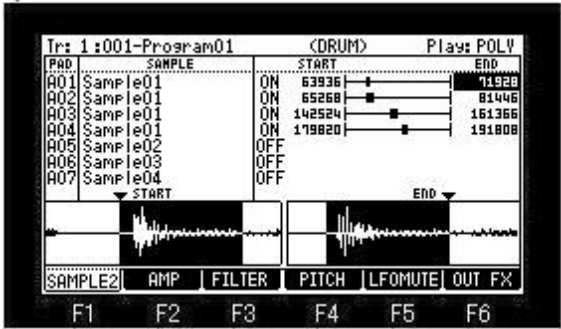 Tr: 1:001-Program01 (DRUM) Play: POLY
PAD SAMPLE START END
A01 Sample01 ON 63936 71928
A02 Sample01 ON 65268 81446
A03 Sample01 ON 142524 161366
A04 Sample01 ON 179820 191808
A05 Sample02 OFF
A06 Sample03 OFF
A07 Sample04 OFF
START END
SAMPLE2 AMP FILTER PITCH LFOMUTE OUT FX
F1 F2 F3 F4 F5 F6